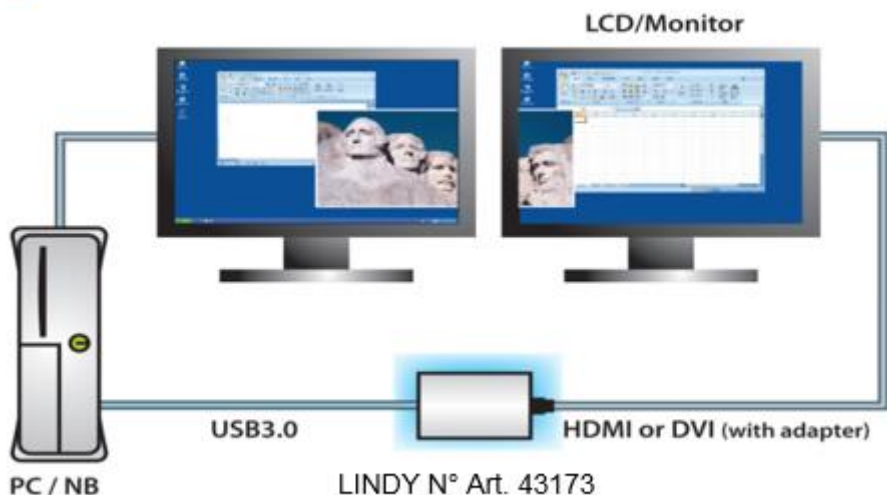 LCD/Monitor
USB3.0
HDMI or DVI (with adapter)
PC / NB
LINDY N° Art. 43173